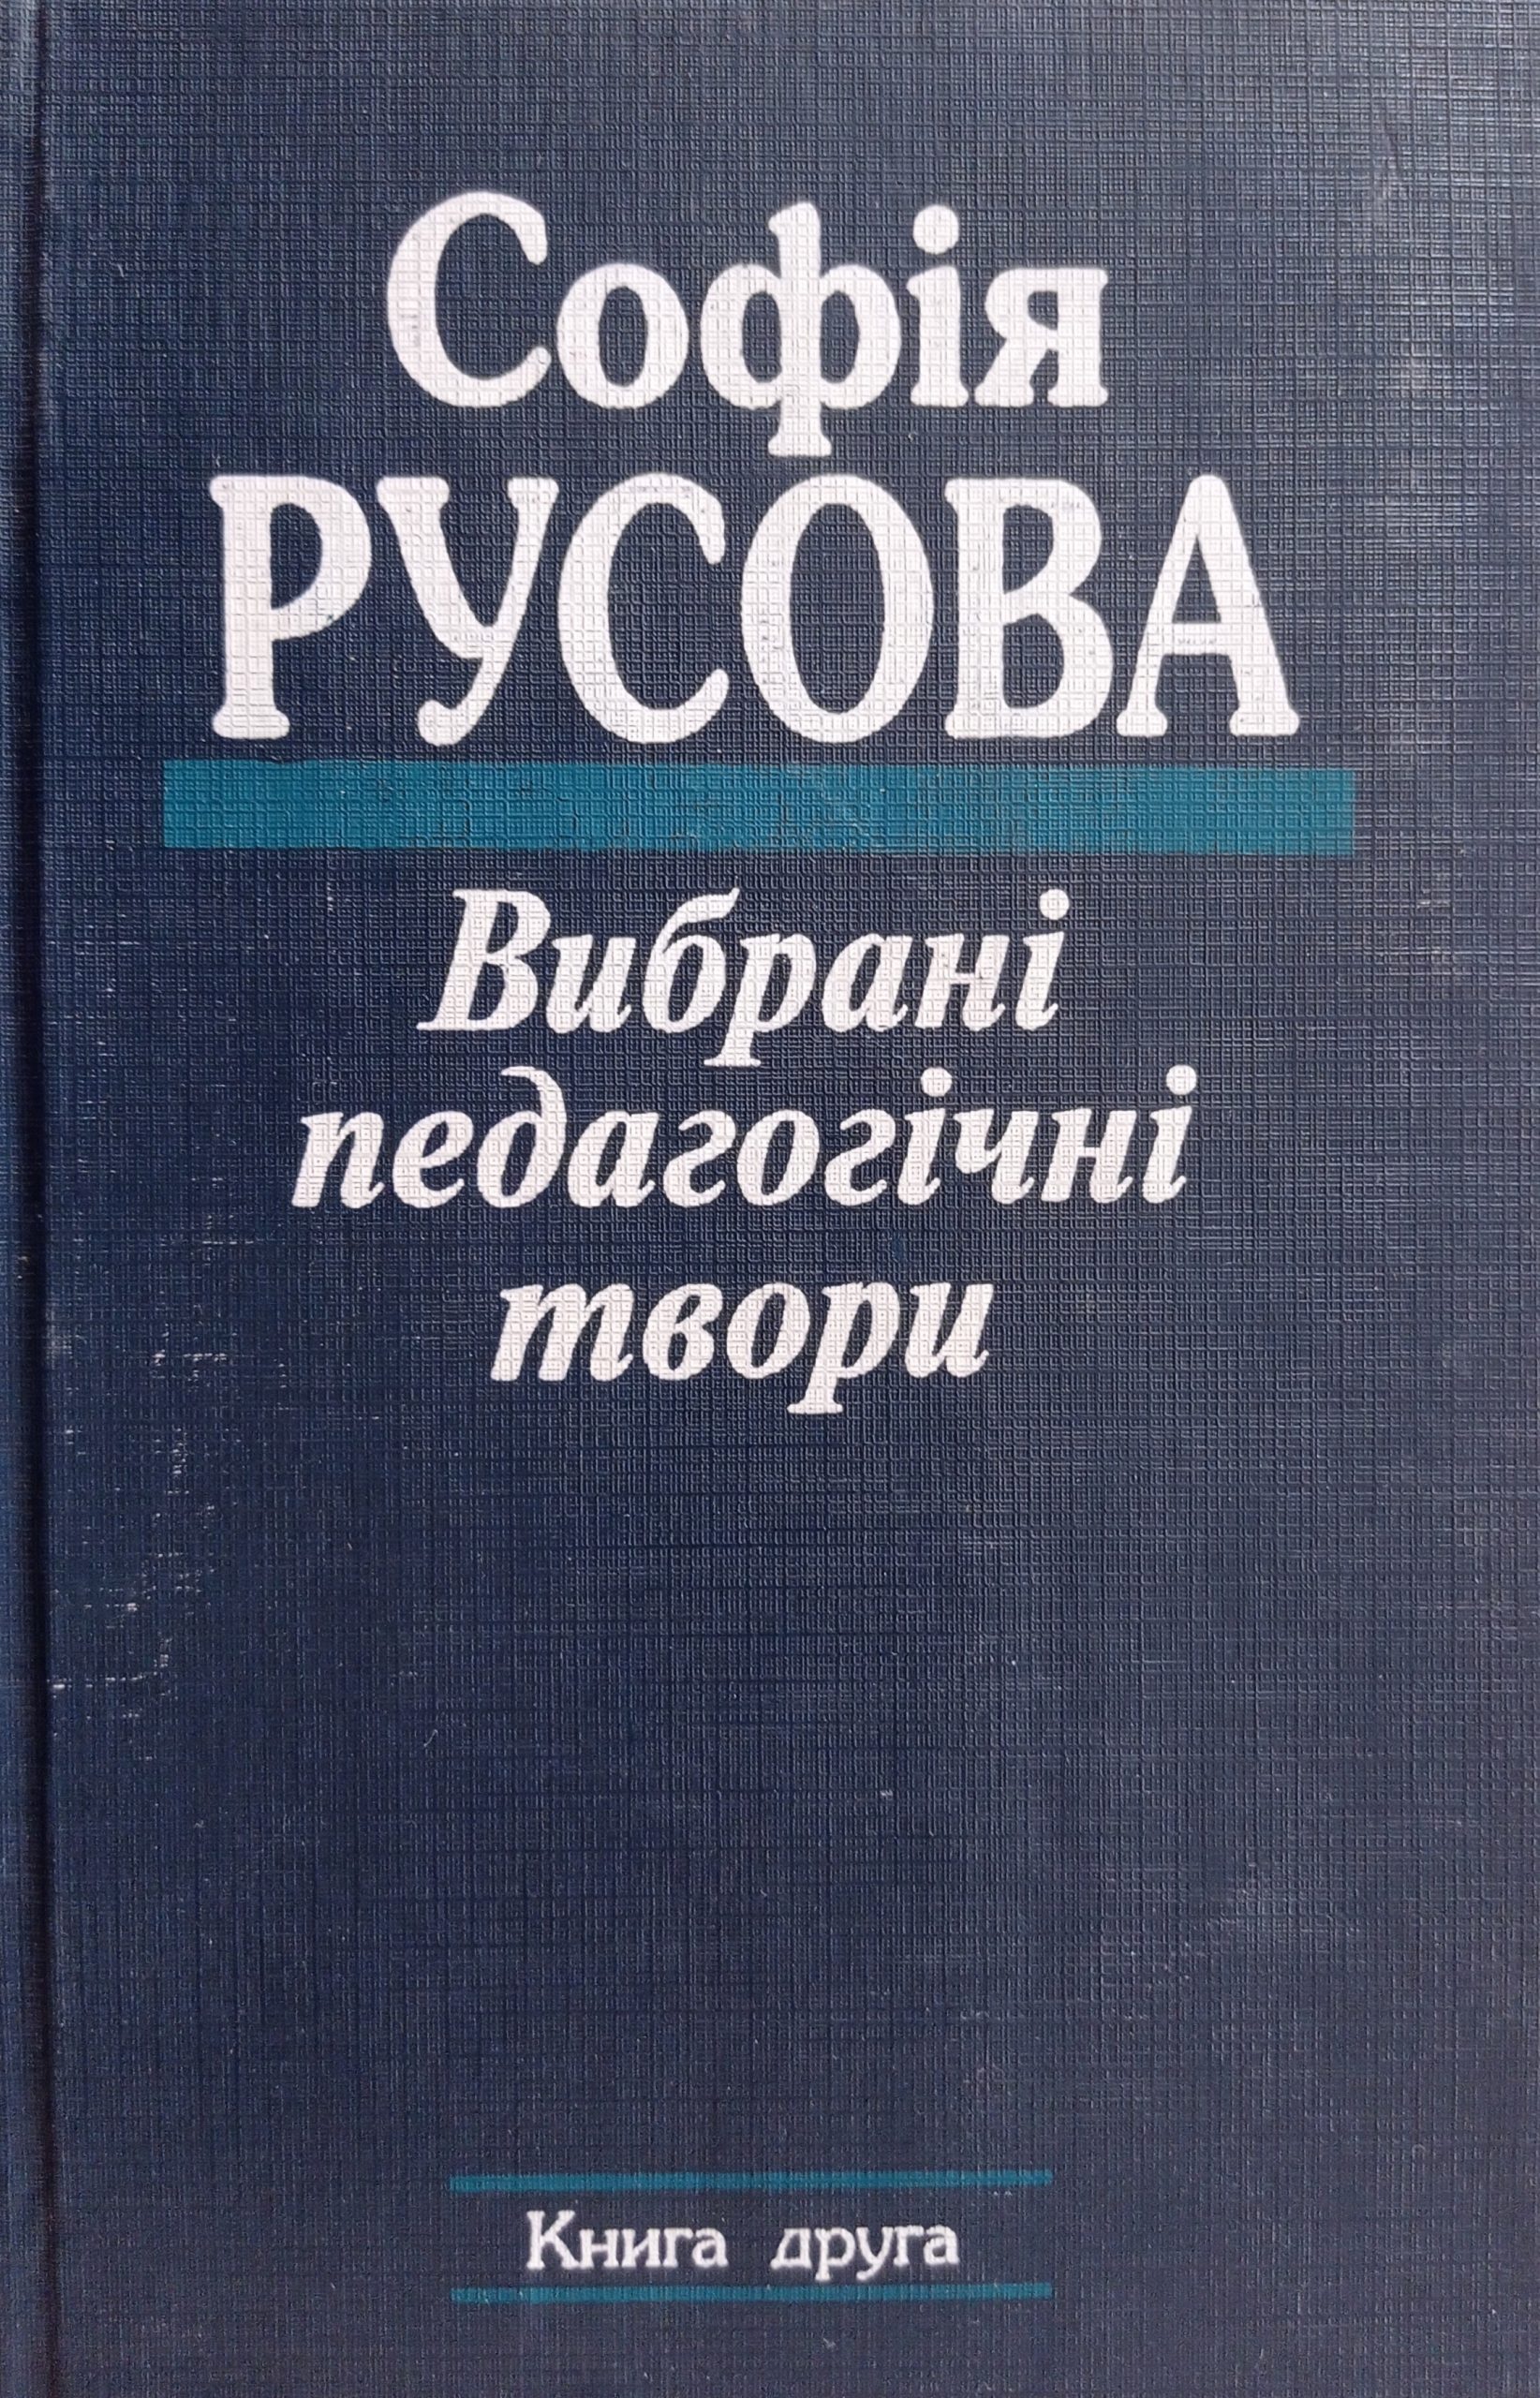 Софія
РУСОВА
Вибрані
педагогічні
твори
Книга друга